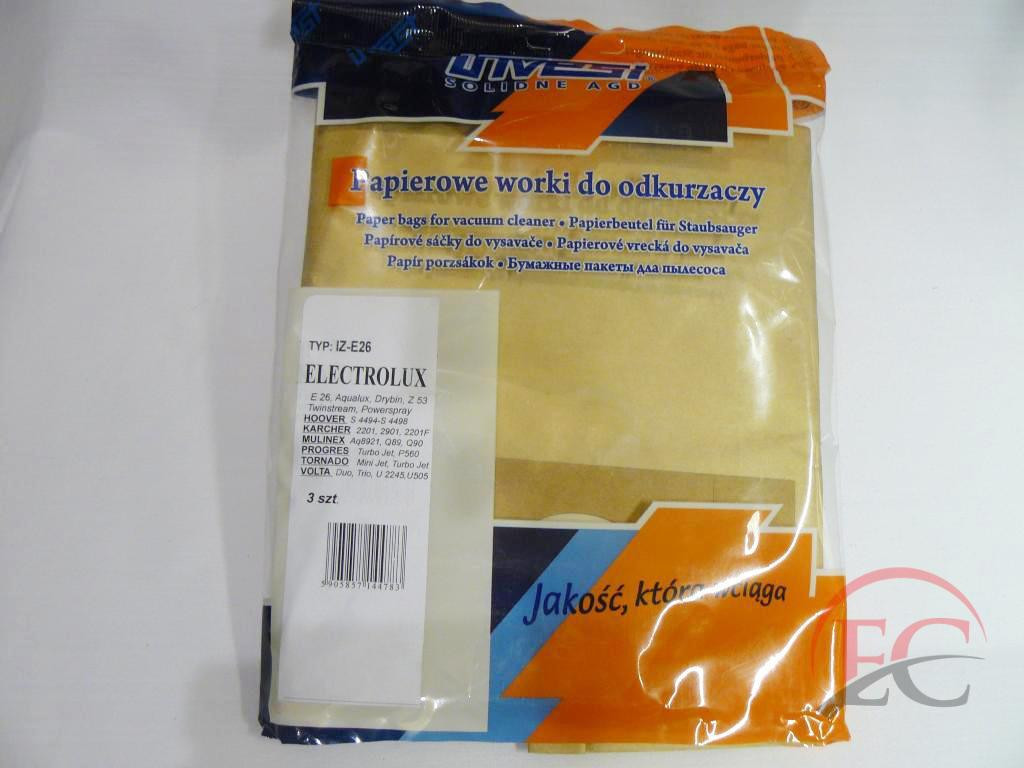 UNVEST
SOLIDNE AGD
Papierowe worki do odkurzaczy
Paper bags for vacuum cleaner • Papierbeutel für Staubsauger
Papírové sáčky do vysavače • Papierové vrecká do vysavača
Papír porzsákok • Бумажные пакеты для пылесоса
TYP: IZ-E26
ELECTROLUX
E 26, Aqualux, Drybin, Z 53
Twinstream, Powerspray
HOOVER S 4494-S 4498
KARCHER 2201, 2901, 2201F
MULINEX Aq8921, Q89, Q90
PROGRES Turbo Jet, P560
TORNADO Mini Jet, Turbo Jet
VOLTA Duo, Trio, U 2245,U505
3 szt.
5905857144783
Jakość, która wciąga
EC